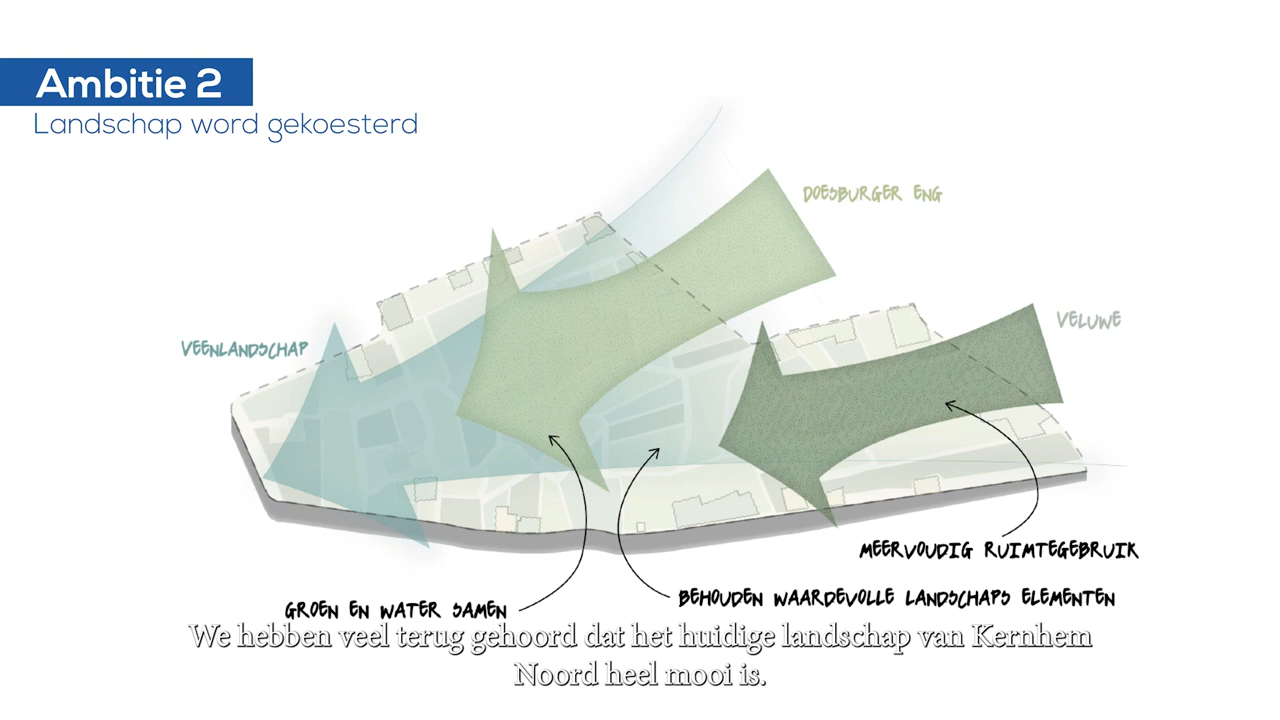 Ambitie 2
Landschap word gekoesterd
DOESBURGER ENG
VELUWE
VEENLANDSCHAP
MEERVOUDIG RUIMTEGEBRUIK
BEHOUDEN WAARDEVOLLE LANDSCHAPS ELEMENTEN
GROEN EN WATER SAMEN
We hebben veel terug gehoord dat het huidige landschap van Kernhem
Noord heel mooi is.